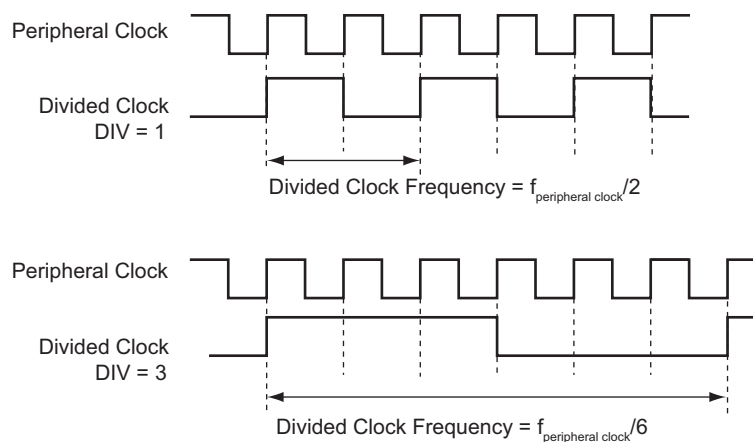 Peripheral Clock
Divided Clock
DIV = 1
Divided Clock Frequency = fperipheral clock/2
Peripheral Clock
Divided Clock
DIV = 3
Divided Clock Frequency = fperipheral clock/6